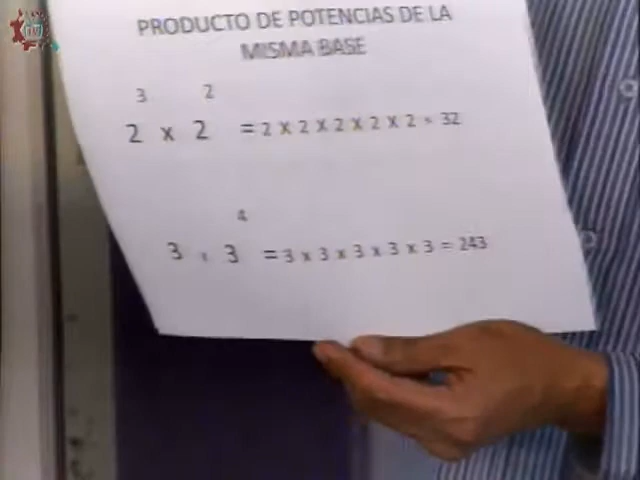 PRODUCTO DE POTENCIAS DE LA
MISMA BASE
3 2
2 x 2 = 2 X 2 X 2 X 2 X 2 = 32
4
3 x 3 = 3 x 3 x 3 x 3 x 3 = 243